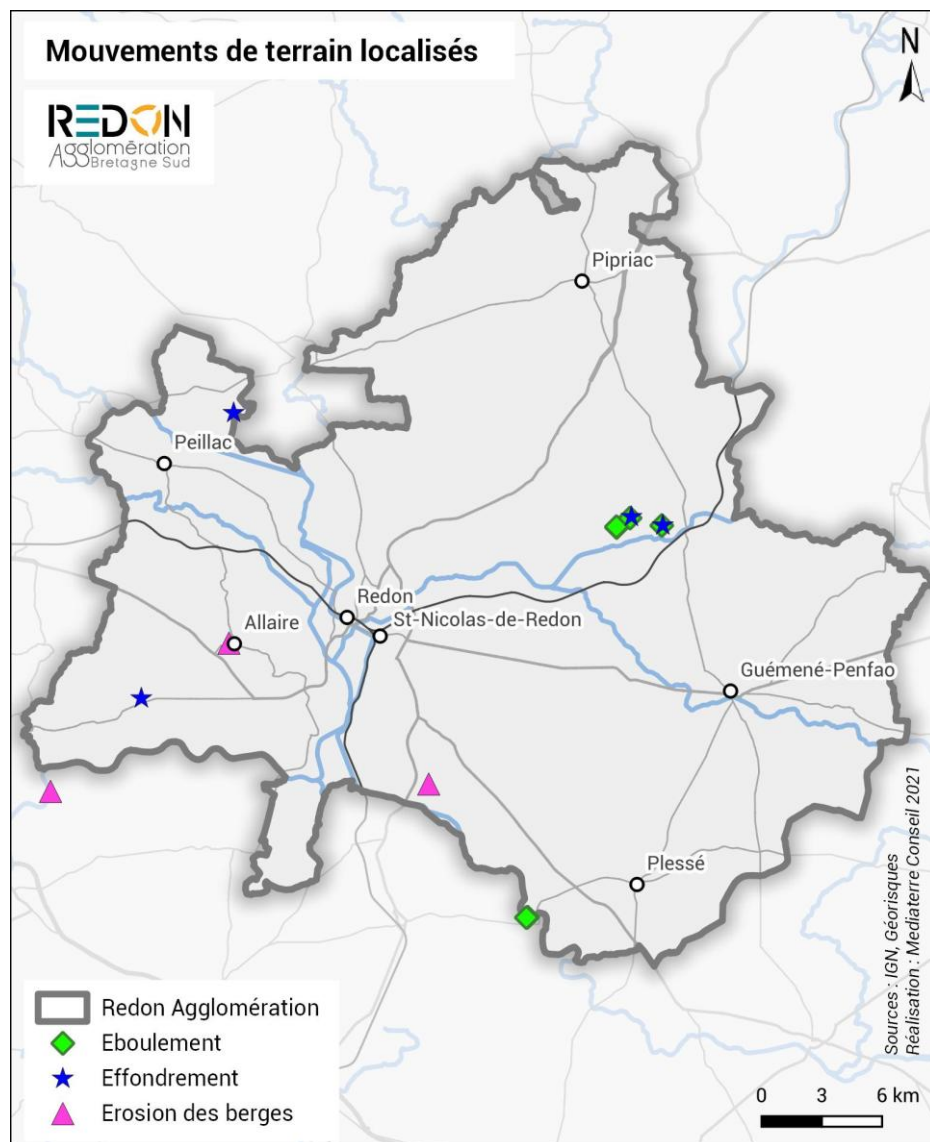 Mouvements de terrain localisés
N
REDON
Agglomération
Bretagne Sud
Pipriac
Peillac
Redon
St-Nicolas-de-Redon
Allaire
Guémené-Penfao
Plessé
Sources : IGN, Géorisques
Réalisation : Mediaterre Conseil 2021
Redon Agglomération
Eboulement
Effondrement
Erosion des berges
0 3 6 km